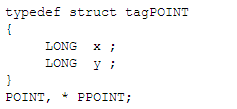 typedef struct tagPOINT
{
LONG x ;
LONG y ;
}
POINT, * PPOINT;